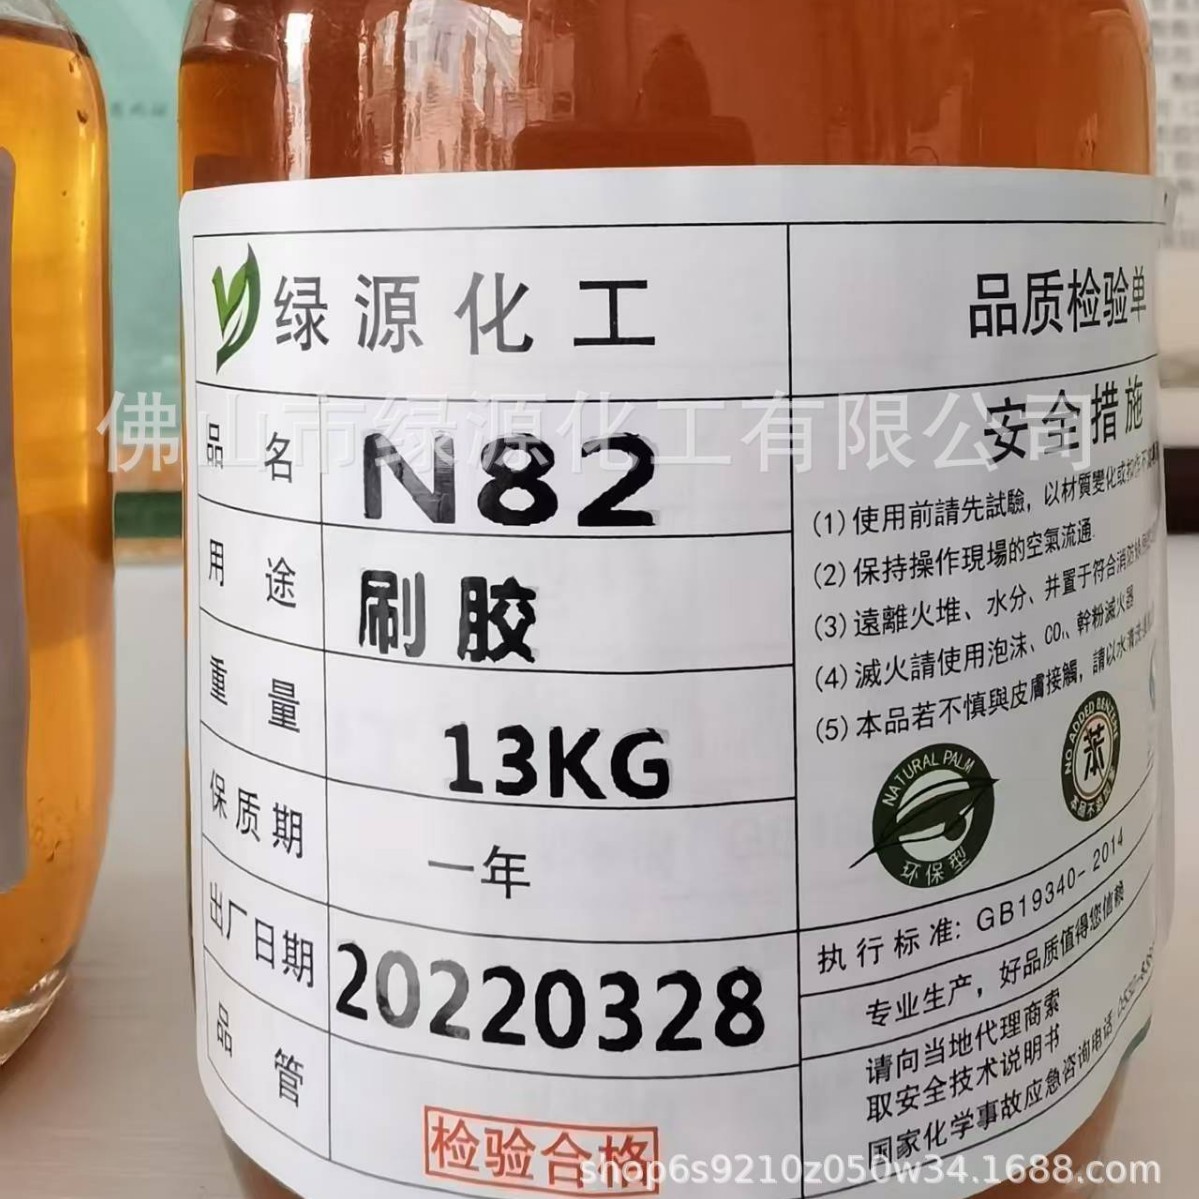 绿源化工
品质检验单
佛山市绿源化工有限公司
品名 N82
用途 刷胶
重量 13KG
保质期 一年
出厂日期 20220328
品管
检验合格
安全措施
(1)使用前請先試驗，以材質變化或
(2)保持操作現場的空氣流通.
(3)遠離火堆、水分、井置于符合消防
(4)滅火請使用泡沫、CO₂、幹粉滅火器
(5)本品若不慎與皮膚接觸，請以水清洗
NATURAL PALM
环保型
NO ADDED BENZENE
苯
执行标准: GB19340-2014
专业生产，好品质值得您信赖
请向当地代理商索
取安全技术说明书
国家化学事故应急咨询电话:
shop6s9210z050w34.1688.com